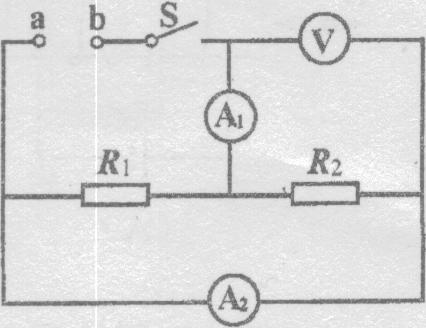 a b S V
A₁
R₁ R₂
A₂